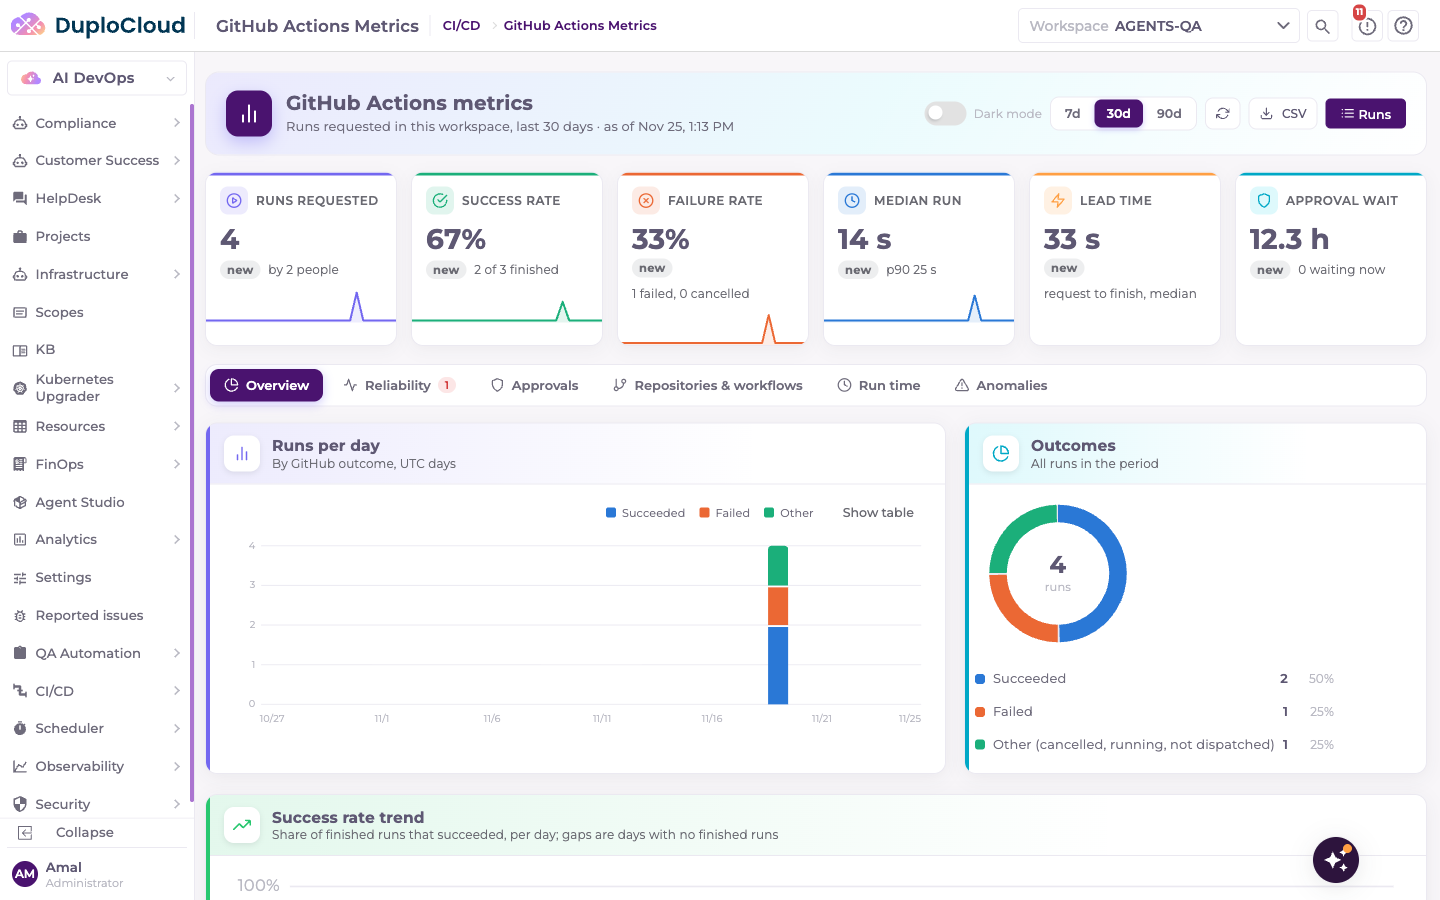 DuploCloud
GitHub Actions Metrics
CI/CD
GitHub Actions Metrics
Workspace AGENTS-QA
11
AI DevOps
Compliance
Customer Success
HelpDesk
Projects
Infrastructure
Scopes
KB
Kubernetes
Upgrader
Resources
FinOps
Agent Studio
Analytics
Settings
Reported issues
QA Automation
CI/CD
Scheduler
Observability
Security
Collapse
AM
Amal
Administrator
GitHub Actions metrics
Runs requested in this workspace, last 30 days · as of Nov 25, 1:13 PM
Dark mode
7d
30d
90d
CSV
Runs
RUNS REQUESTED
4
new by 2 people
SUCCESS RATE
67%
new 2 of 3 finished
FAILURE RATE
33%
new
1 failed, 0 cancelled
MEDIAN RUN
14 s
new p90 25 s
LEAD TIME
33 s
new
request to finish, median
APPROVAL WAIT
12.3 h
new 0 waiting now
Overview
Reliability 1
Approvals
Repositories & workflows
Run time
Anomalies
Runs per day
By GitHub outcome, UTC days
Succeeded
Failed
Other
Show table
4
3
2
1
0
10/27
11/1
11/6
11/11
11/16
11/21
11/25
Outcomes
All runs in the period
4
runs
Succeeded 2 50%
Failed 1 25%
Other (cancelled, running, not dispatched) 1 25%
Success rate trend
Share of finished runs that succeeded, per day; gaps are days with no finished runs
100%